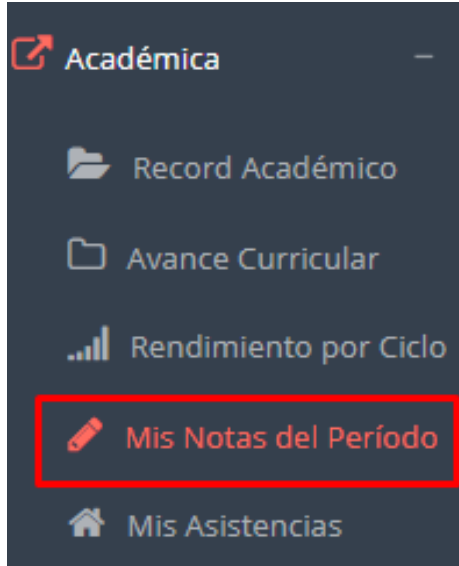 Académica
Record Académico
Avance Curricular
Rendimiento por Ciclo
Mis Notas del Período
Mis Asistencias